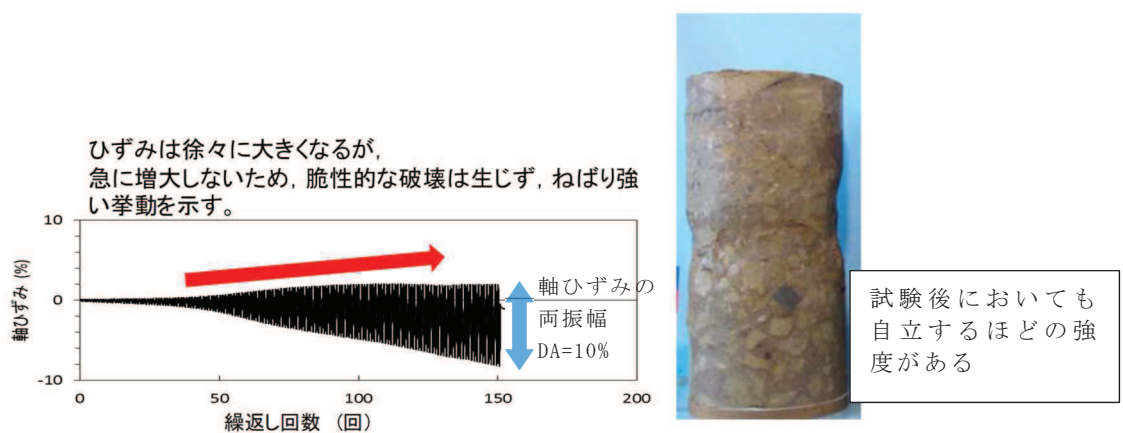 ひずみは徐々に大きくなるが,
急に増大しないため, 脆性的な破壊は生じず, ねばり強
い挙動を示す。
10
0
-10
軸ひずみ (%)
0
50
100
150
200
繰返し回数 (回)
軸ひずみの
両振幅
DA=10%
試験後においても
自立するほどの強
度がある